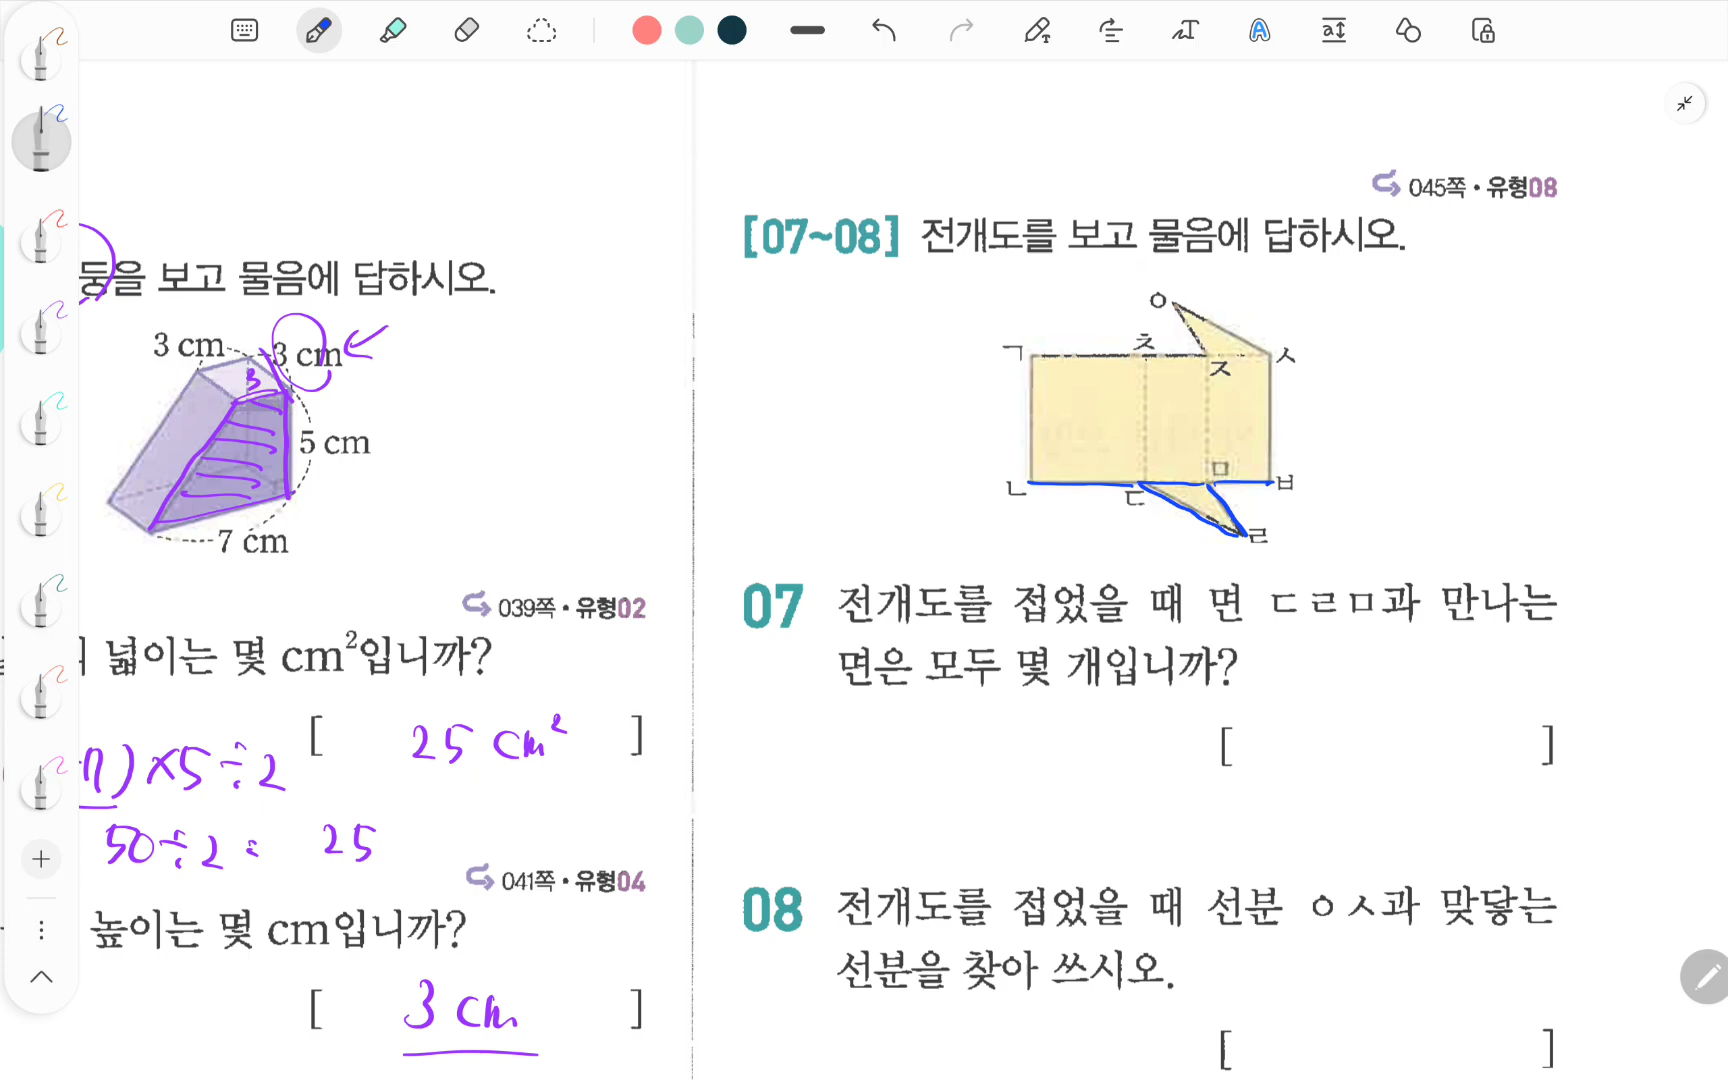 둥을 보고 물음에 답하시오.
3 cm
3 cm
3
5 cm
7 cm
039쪽 • 유형02
넓이는 몇 cm²입니까?
[ 25 cm² ]
7) ×5÷2
50÷2 = 25
041쪽 • 유형04
높이는 몇 cm입니까?
[ 3 cm ]
045쪽 • 유형08
[07~08] 전개도를 보고 물음에 답하시오.
ㅇ
ㄱ ㅊ ㅈ ㅅ
ㄴ ㄷ ㅁ ㅂ
ㄹ
07 전개도를 접었을 때 면 ㄷㄹㅁ과 만나는
면은 모두 몇 개입니까?
[ ]
08 전개도를 접었을 때 선분 ㅇㅅ과 맞닿는
선분을 찾아 쓰시오.
[ ]